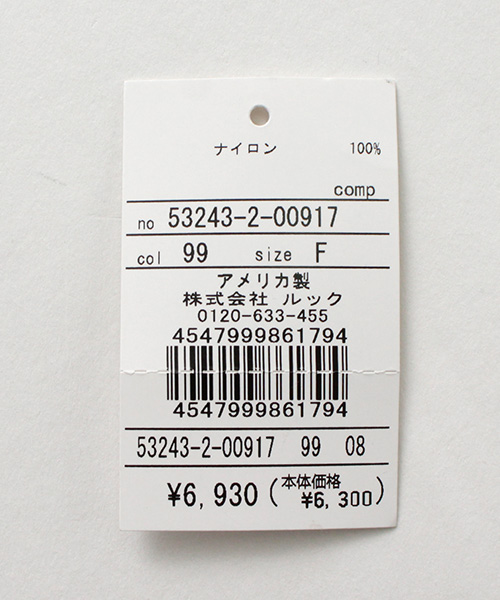 ナイロン 100%
comp
no 53243-2-00917
col 99 size F
アメリカ製
株式会社 ルック
0120-633-455
4547999861794
4547999861794
53243-2-00917 99 08
¥6,930(本体価格 ¥6,300)